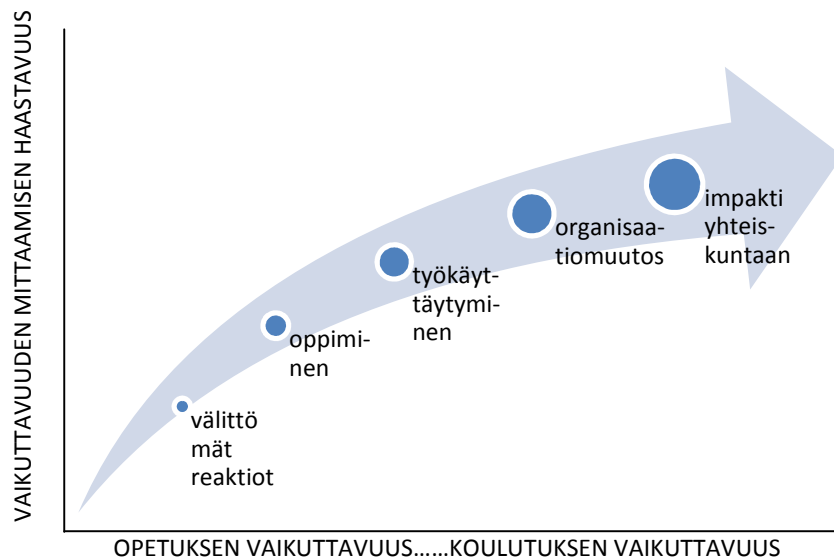 VAIKUTTAVUUDEN MITTAAMISEN HAASTAVUUS
impakti
yhteis-
kuntaan
organisaa-
tiomuutos
työkäyt-
täytymi-
nen
oppimi-
nen
välittö
mät
reaktiot
OPETUKSEN VAIKUTTAVUUS......KOULUTUKSEN VAIKUTTAVUUS